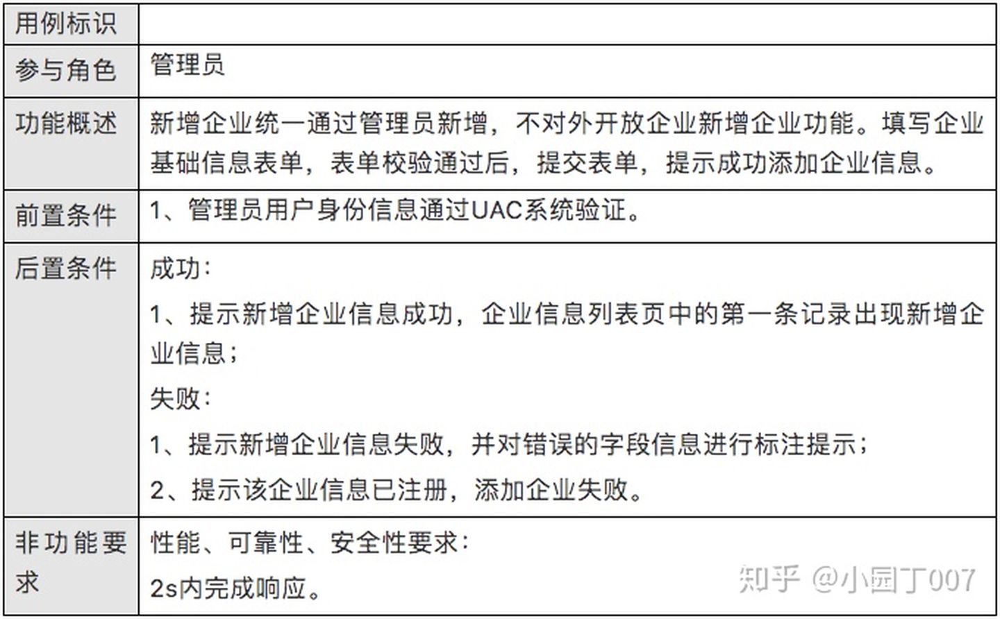 用例标识
参与角色
管理员
功能概述
新增企业统一通过管理员新增，不对外开放企业新增企业功能。填写企业
基础信息表单，表单校验通过后，提交表单，提示成功添加企业信息。
前置条件
1、管理员用户身份信息通过UAC系统验证。
后置条件
成功：
1、提示新增企业信息成功，企业信息列表页中的第一条记录出现新增企
业信息；
失败：
1、提示新增企业信息失败，并对错误的字段信息进行标注提示；
2、提示该企业信息已注册，添加企业失败。
非功能要
求
性能、可靠性、安全性要求：
2s内完成响应。
知乎 @小园丁007